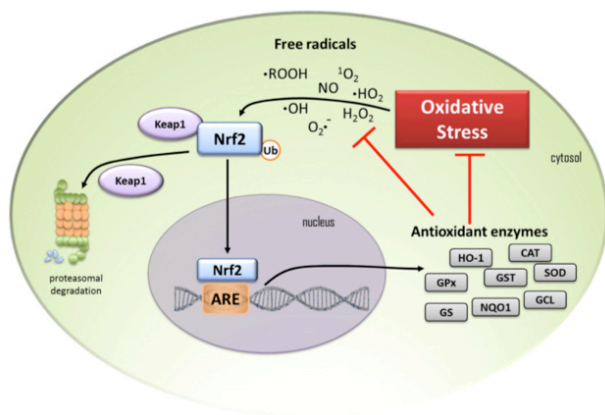 Free radicals
·ROOH
¹O₂
NO
·HO₂
·OH
H₂O₂
O₂·⁻
Oxidative
Stress
cytosol
Keap1
Nrf2
Ub
Keap1
proteasomal
degradation
nucleus
Nrf2
ARE
Antioxidant enzymes
HO-1
CAT
GPx
GST
SOD
GS
NQO1
GCL